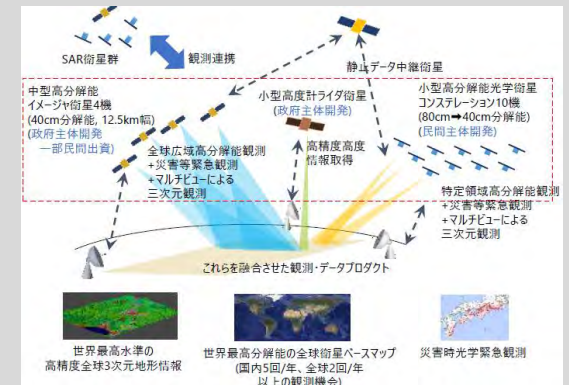 SAR衛星群
観測連携
静止データ中継衛星
中型高分解能
イメージャ衛星4機
(40cm分解能, 12.5km幅)
(政府主体開発
一部民間出資)
小型高度計ライダ衛星
(政府主体開発)
小型高分解能光学衛星
コンステレーション10機
(80cm➡40cm分解能)
(民間主体開発)
全球広域高分解能観測
+災害等緊急観測
+マルチビューによる
三次元観測
高精度高度
情報取得
特定領域高分解能観測
+災害等緊急観測
+マルチビューによる
三次元観測
これらを融合させた観測・データプロダクト
世界最高水準の
高精度全球3次元地形情報
世界最高分解能の全球衛星ベースマップ
(国内5回/年、全球2回/年
以上の観測機会)
災害時光学緊急観測